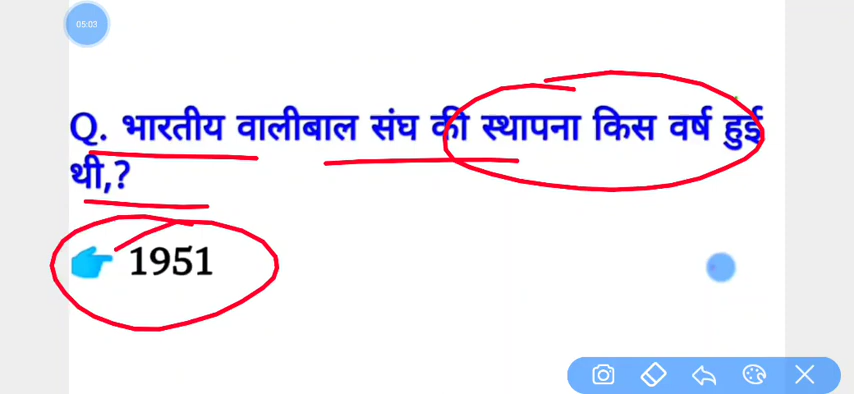 05:03
Q. भारतीय वालीबाल संघ की स्थापना किस वर्ष हुई
थी,?
👉 1951